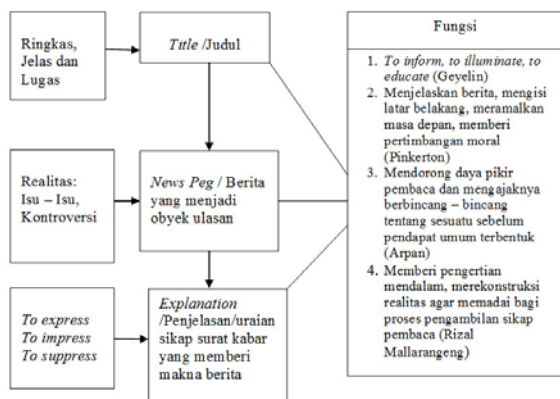 Ringkas,
Jelas dan
Lugas
Title /Judul
Realitas:
Isu – Isu,
Kontroversi
News Peg / Berita
yang menjadi
obyek ulasan
To express
To impress
To suppress
Explanation
/Penjelasan/uraian
sikap surat kabar
yang memberi
makna berita
Fungsi
1. To inform, to illuminate, to
educate (Geyelin)
2. Menjelaskan berita, mengisi
latar belakang, meramalkan
masa depan, memberi
pertimbangan moral
(Pinkerton)
3. Mendorong daya pikir
pembaca dan mengajaknya
berbincang – bincang
tentang sesuatu sebelum
pendapat umum terbentuk
(Arpan)
4. Memberi pengertian
mendalam, merekonstruksi
realitas agar memadai bagi
proses pengambilan sikap
pembaca (Rizal
Mallarangeng)